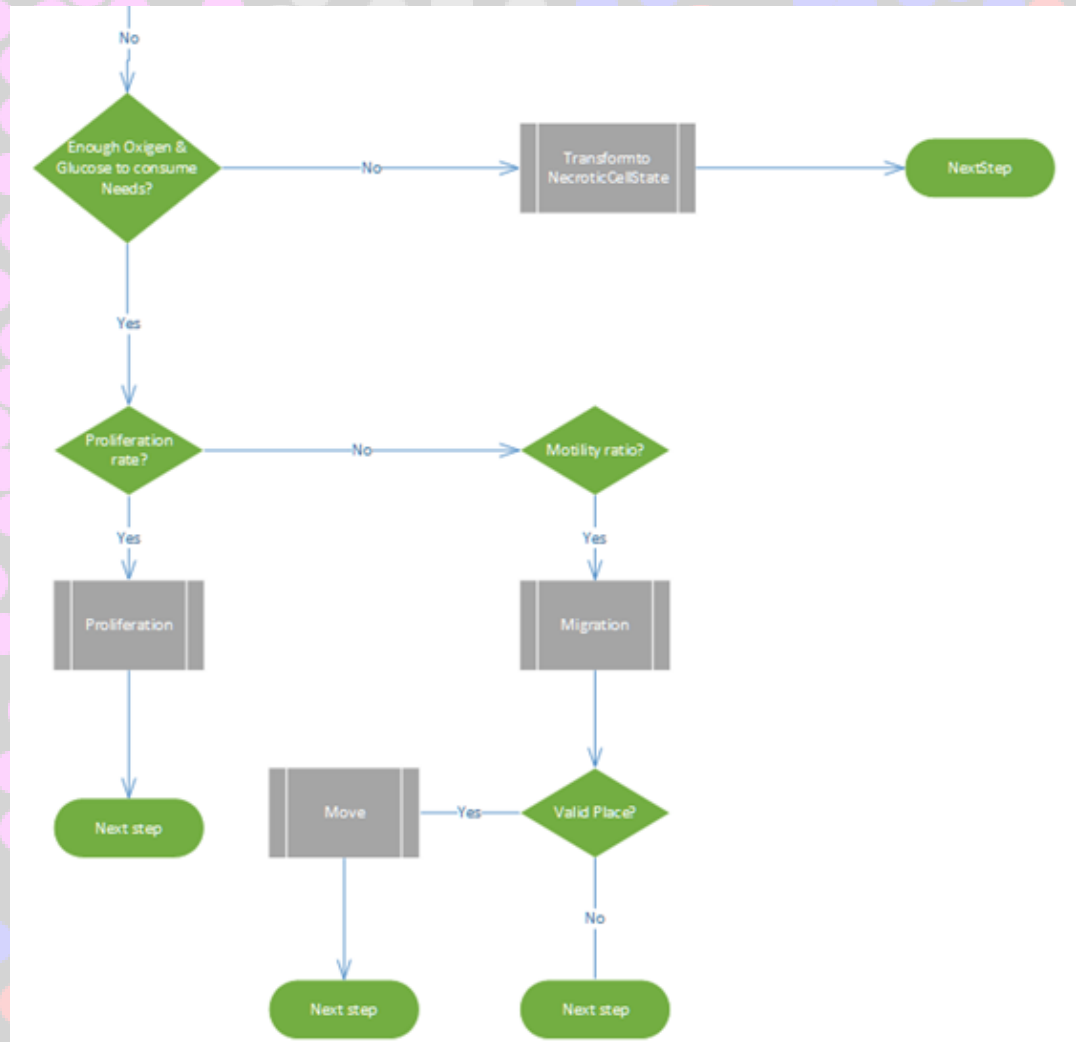 No
Enough Oxigen &
Glucose to consume
Needs?
No
Transformto
NecroticCellState
NextStep
Yes
Proliferation
rate?
No
Motility ratio?
Yes
Yes
Proliferation
Migration
Move
Yes
Valid Place?
Next step
No
Next step
Next step